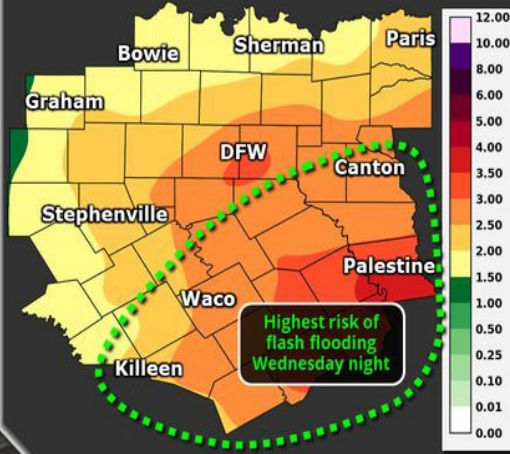 Bowie
Sherman
Paris
Graham
DFW
Canton
Stephenville
Palestine
Waco
Killeen
Highest risk of
flash flooding
Wednesday night
12.00
10.00
8.00
6.00
5.00
4.00
3.50
3.00
2.50
2.00
1.50
1.00
0.50
0.25
0.10
0.01
0.00